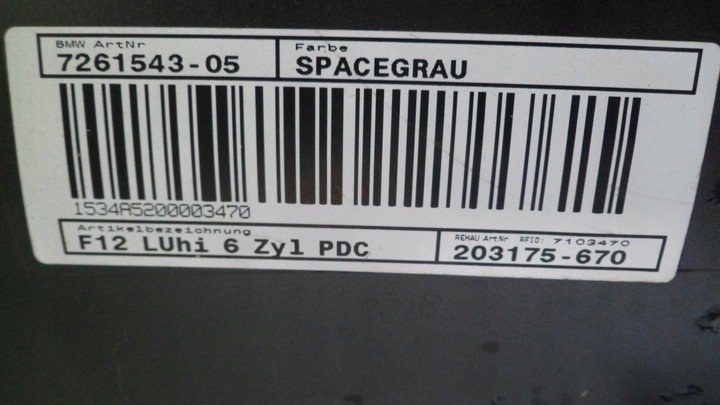 BMW ArtNr
7261543-05
Farbe
SPACEGRAU
1534A5200003470
Artikelbezeichnung
F12 LUhi 6 Zyl PDC
REHAU ArtNr RFID: 7103470
203175-670